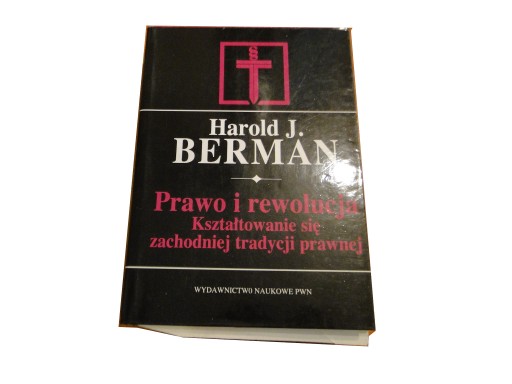 §
Harold J.
BERMAN
Prawo i rewolucja
Kształtowanie się
zachodniej tradycji prawnej
WYDAWNICTWO NAUKOWE PWN